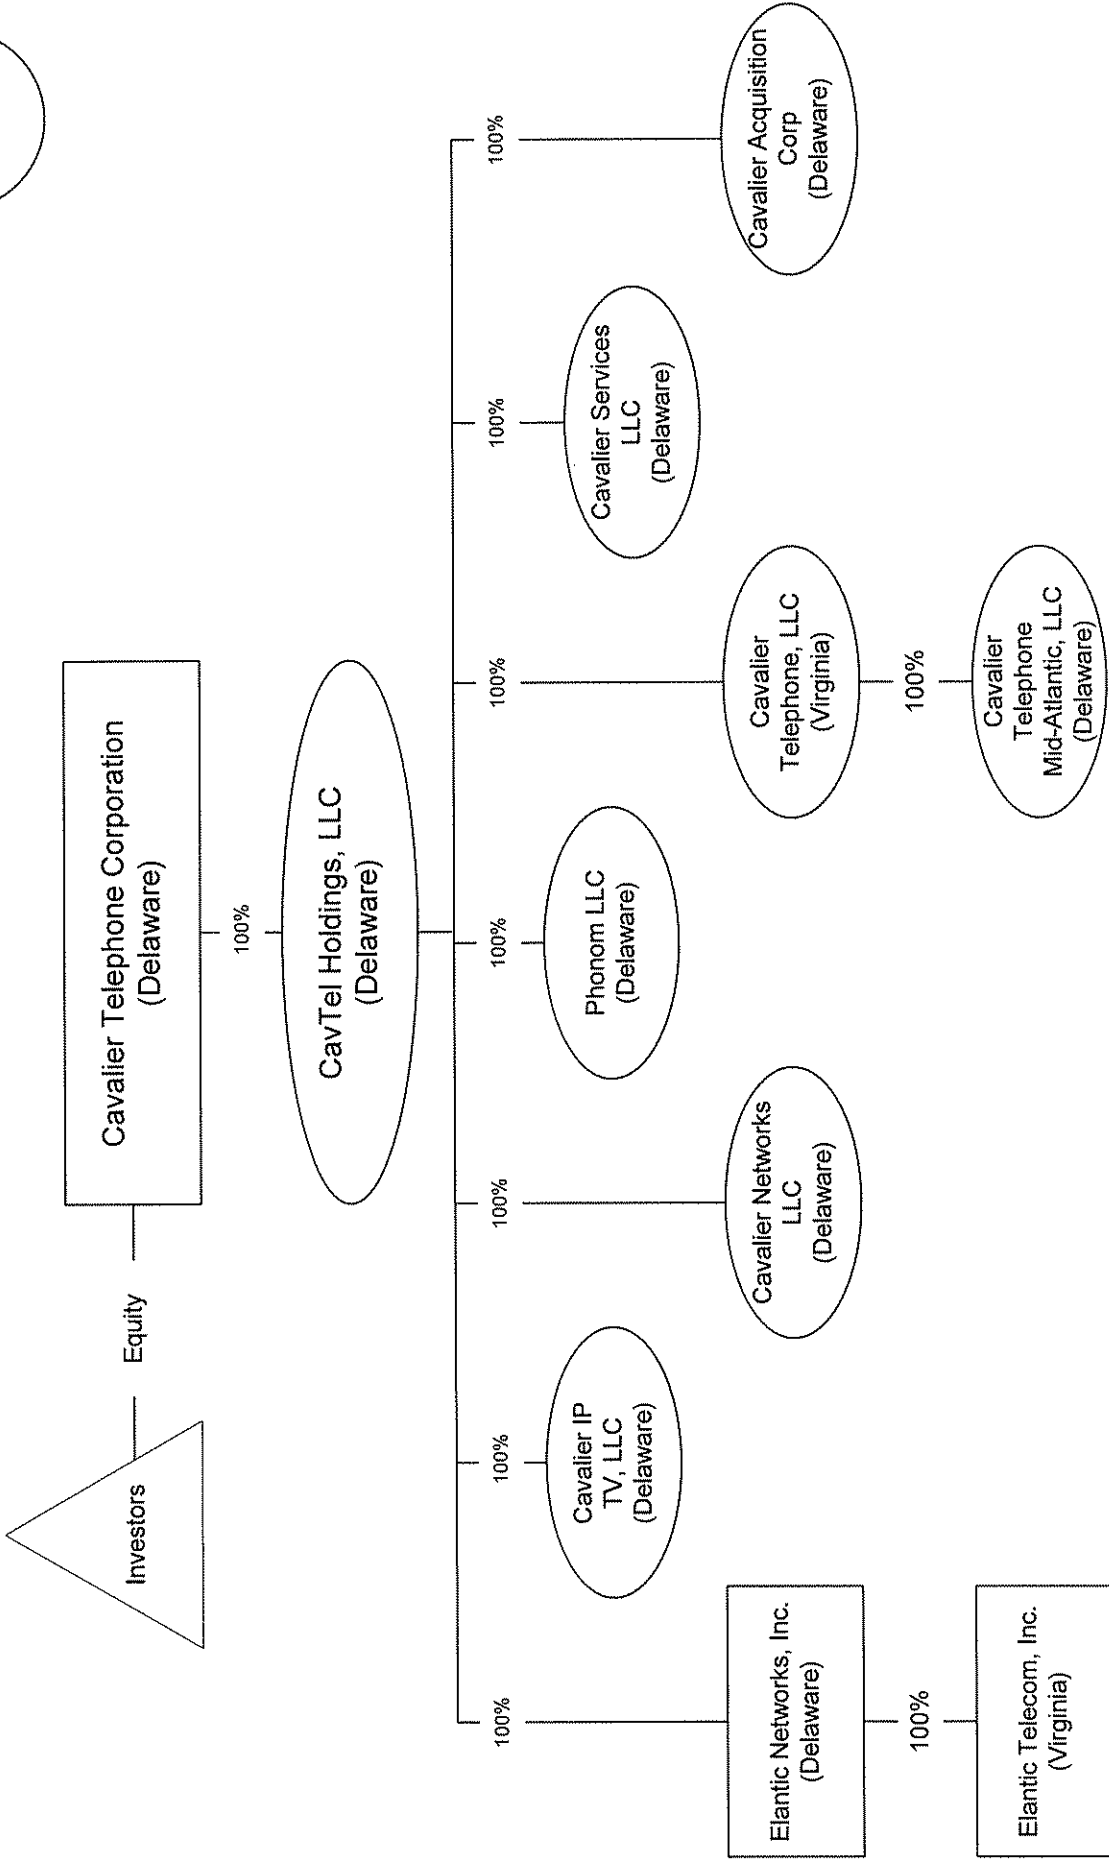 Investors
Equity
Cavalier Telephone Corporation
(Delaware)
100%
CavTel Holdings, LLC
(Delaware)
100%
100%
100%
100%
100%
100%
100%
Elantic Networks, Inc.
(Delaware)
Cavalier IP
TV, LLC
(Delaware)
Cavalier Networks
LLC
(Delaware)
Phonom LLC
(Delaware)
Cavalier
Telephone, LLC
(Virginia)
Cavalier Services
LLC
(Delaware)
Cavalier Acquisition
Corp
(Delaware)
100%
100%
Elantic Telecom, Inc.
(Virginia)
Cavalier
Telephone
Mid-Atlantic, LLC
(Delaware)